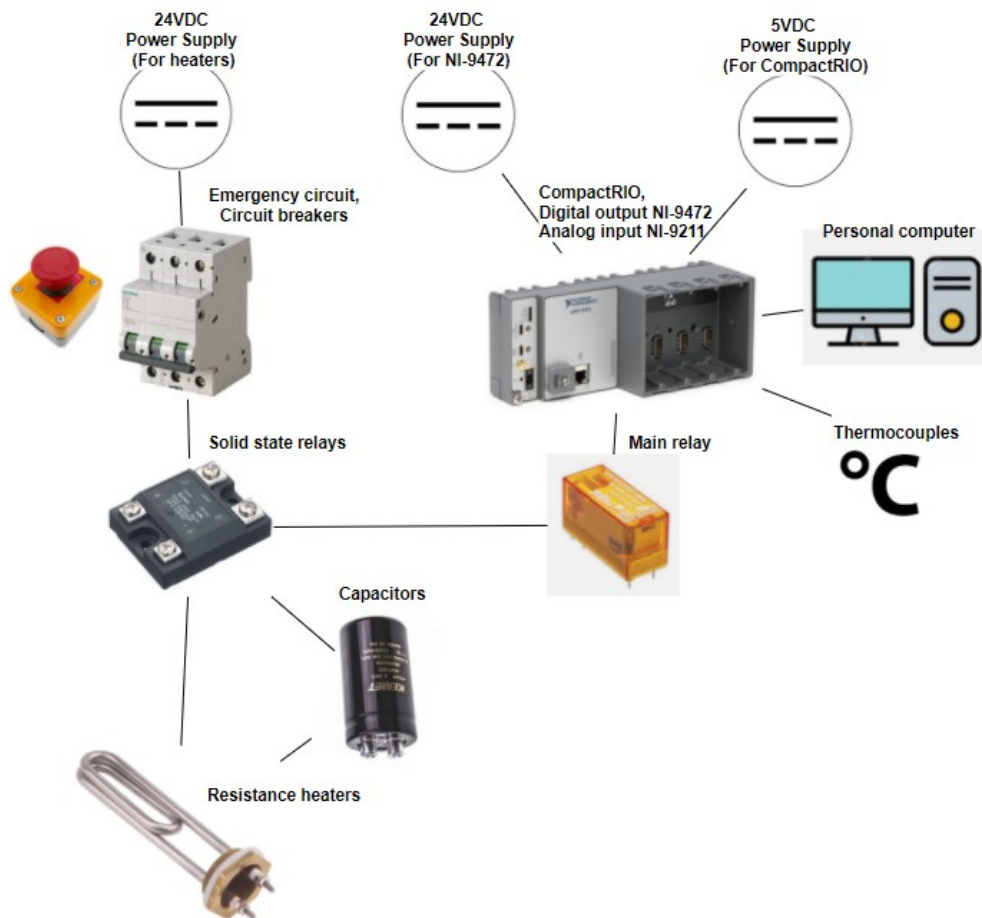 24VDC
Power Supply
(For heaters)
24VDC
Power Supply
(For NI-9472)
5VDC
Power Supply
(For CompactRIO)
Emergency circuit,
Circuit breakers
CompactRIO,
Digital output NI-9472
Analog input NI-9211
Personal computer
Solid state relays
Main relay
Thermocouples
°C
Capacitors
KEMET
Resistance heaters